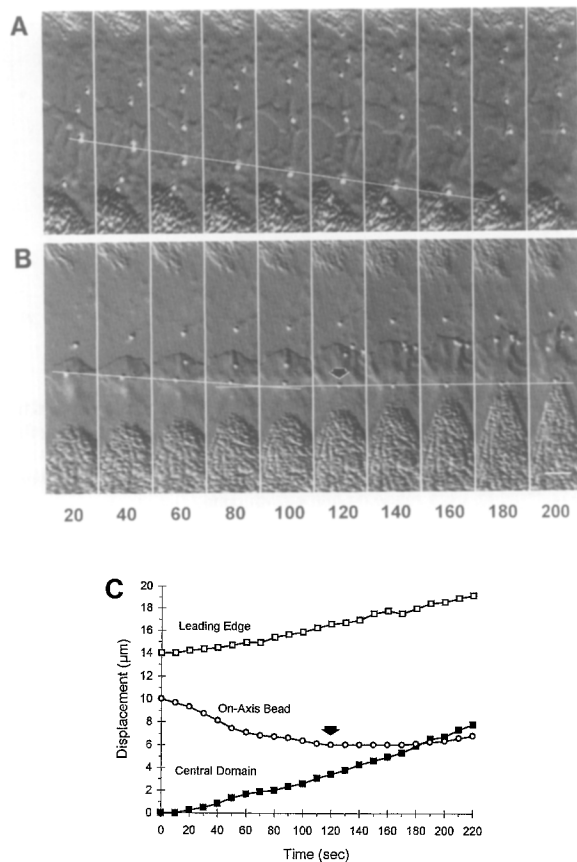 A
B
20 40 60 80 100 120 140 160 180 200
C
20
18
16
14
12
10
8
6
4
2
0
Displacement (µm)
Leading Edge
On-Axis Bead
Central Domain
0 20 40 60 80 100 120 140 160 180 200 220
Time (sec)